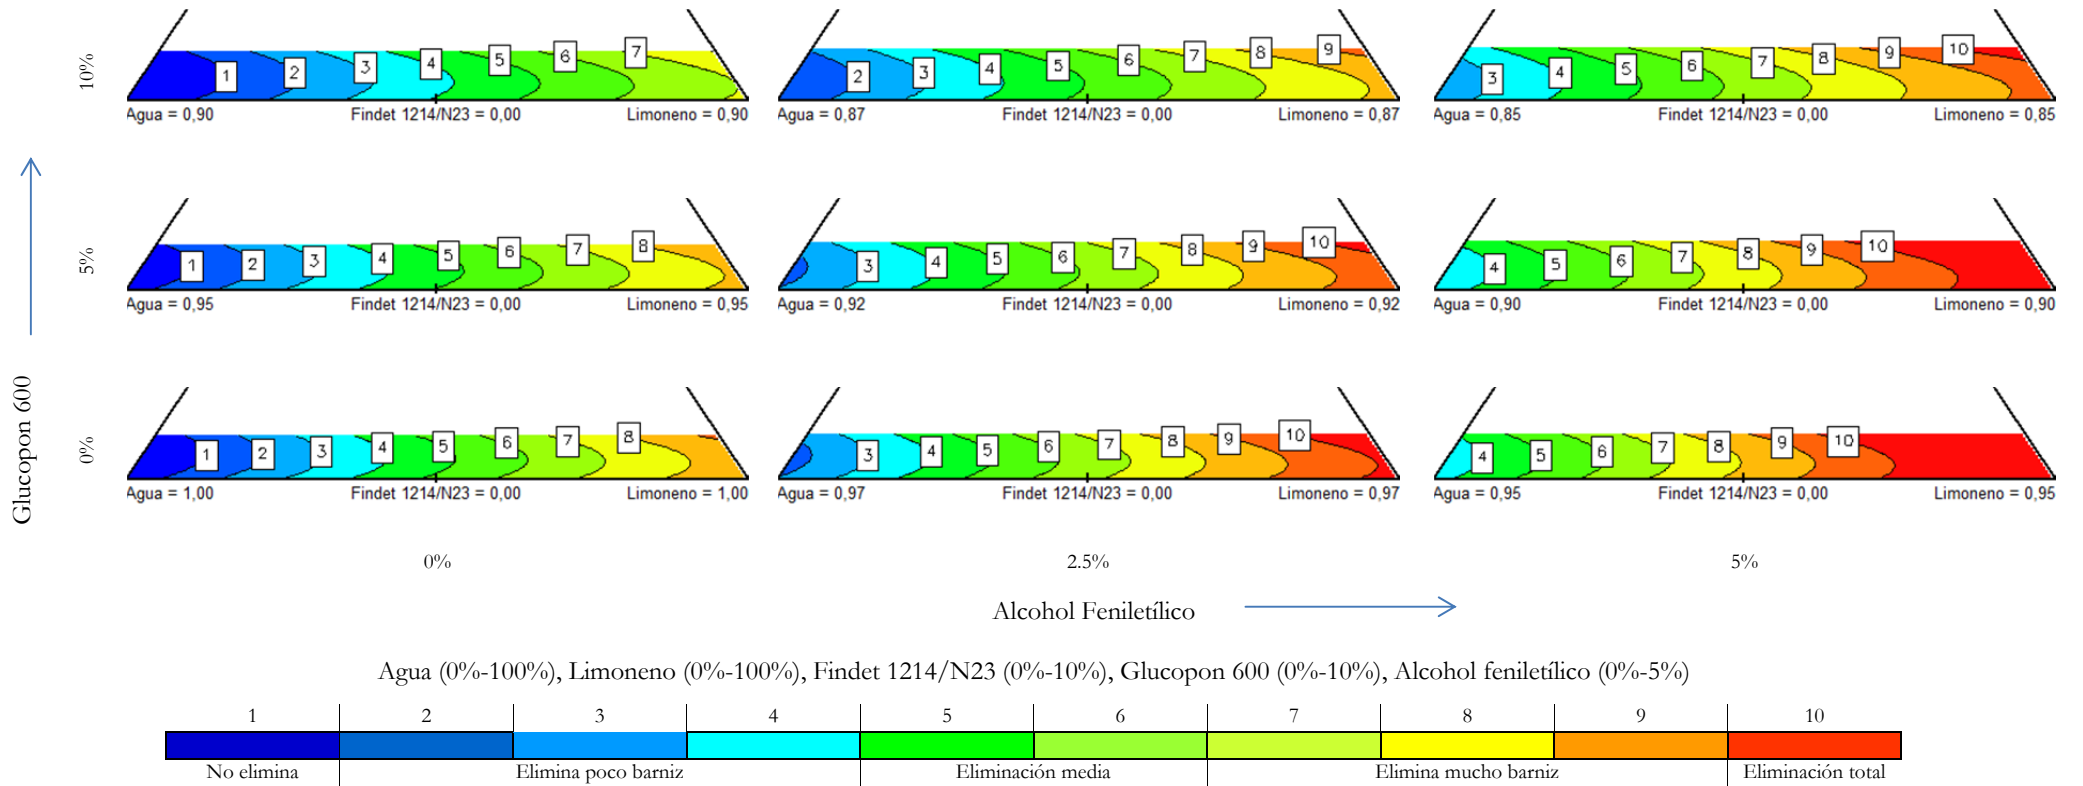 10%
1 2 3 4 5 6 7
Agua = 0,90 Findet 1214/N23 = 0,00 Limoneno = 0,90
2 3 4 5 6 7 8 9
Agua = 0,87 Findet 1214/N23 = 0,00 Limoneno = 0,87
3 4 5 6 7 8 9 10
Agua = 0,85 Findet 1214/N23 = 0,00 Limoneno = 0,85
5%
1 2 3 4 5 6 7 8
Agua = 0,95 Findet 1214/N23 = 0,00 Limoneno = 0,95
3 4 5 6 7 8 9 10
Agua = 0,92 Findet 1214/N23 = 0,00 Limoneno = 0,92
4 5 6 7 8 9 10
Agua = 0,90 Findet 1214/N23 = 0,00 Limoneno = 0,90
Glucopon 600
0%
1 2 3 4 5 6 7 8
Agua = 1,00 Findet 1214/N23 = 0,00 Limoneno = 1,00
3 4 5 6 7 8 9 10
Agua = 0,97 Findet 1214/N23 = 0,00 Limoneno = 0,97
4 5 6 7 8 9 10
Agua = 0,95 Findet 1214/N23 = 0,00 Limoneno = 0,95
0% 2.5% 5%
Alcohol Feniletílico
Agua (0%-100%), Limoneno (0%-100%), Findet 1214/N23 (0%-10%), Glucopon 600 (0%-10%), Alcohol feniletílico (0%-5%)
1 2 3 4 5 6 7 8 9 10
No elimina Elimina poco barniz Eliminación media Elimina mucho barniz Eliminación total